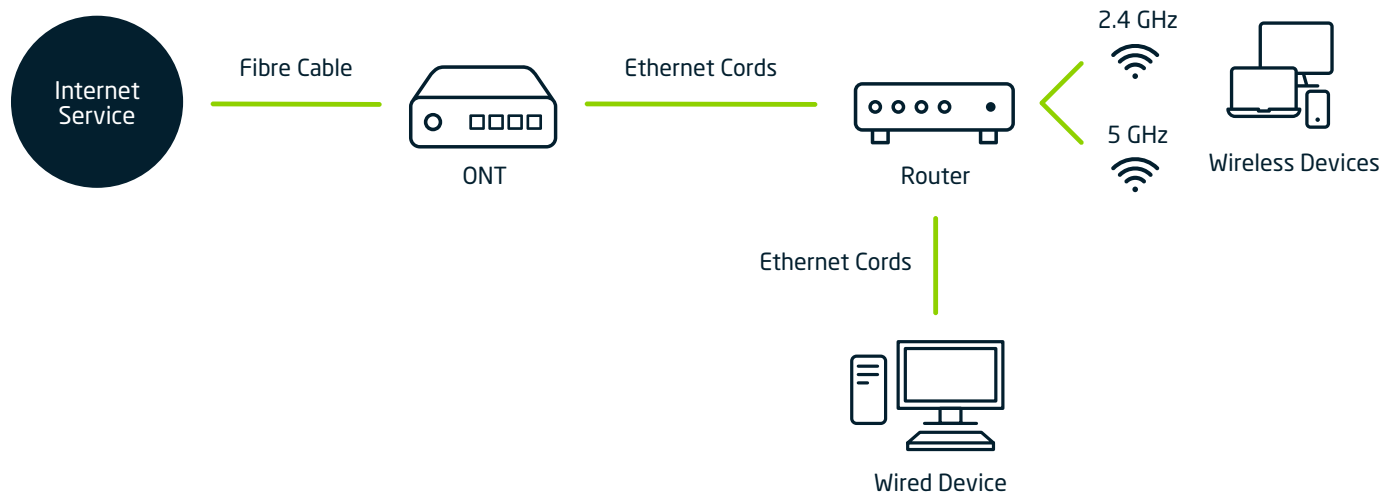 Internet
Service
Fibre Cable
ONT
Ethernet Cords
Router
2.4 GHz
5 GHz
Wireless Devices
Ethernet Cords
Wired Device